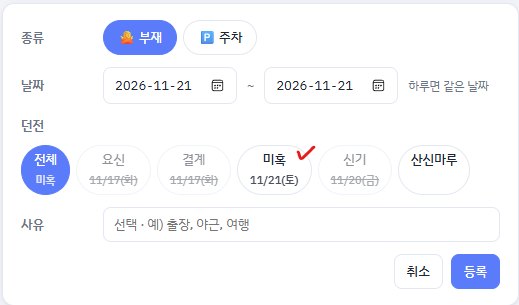 종류 부재 P 주차
날짜 2026-11-21 ~ 2026-11-21 하루면 같은 날짜
던전
전체 요신 결계 미혹 신기 산신마루
미혹 11/17(화) 11/17(화) 11/21(토) 11/20(금)
사유 선택 · 예) 출장, 야근, 여행
취소 등록